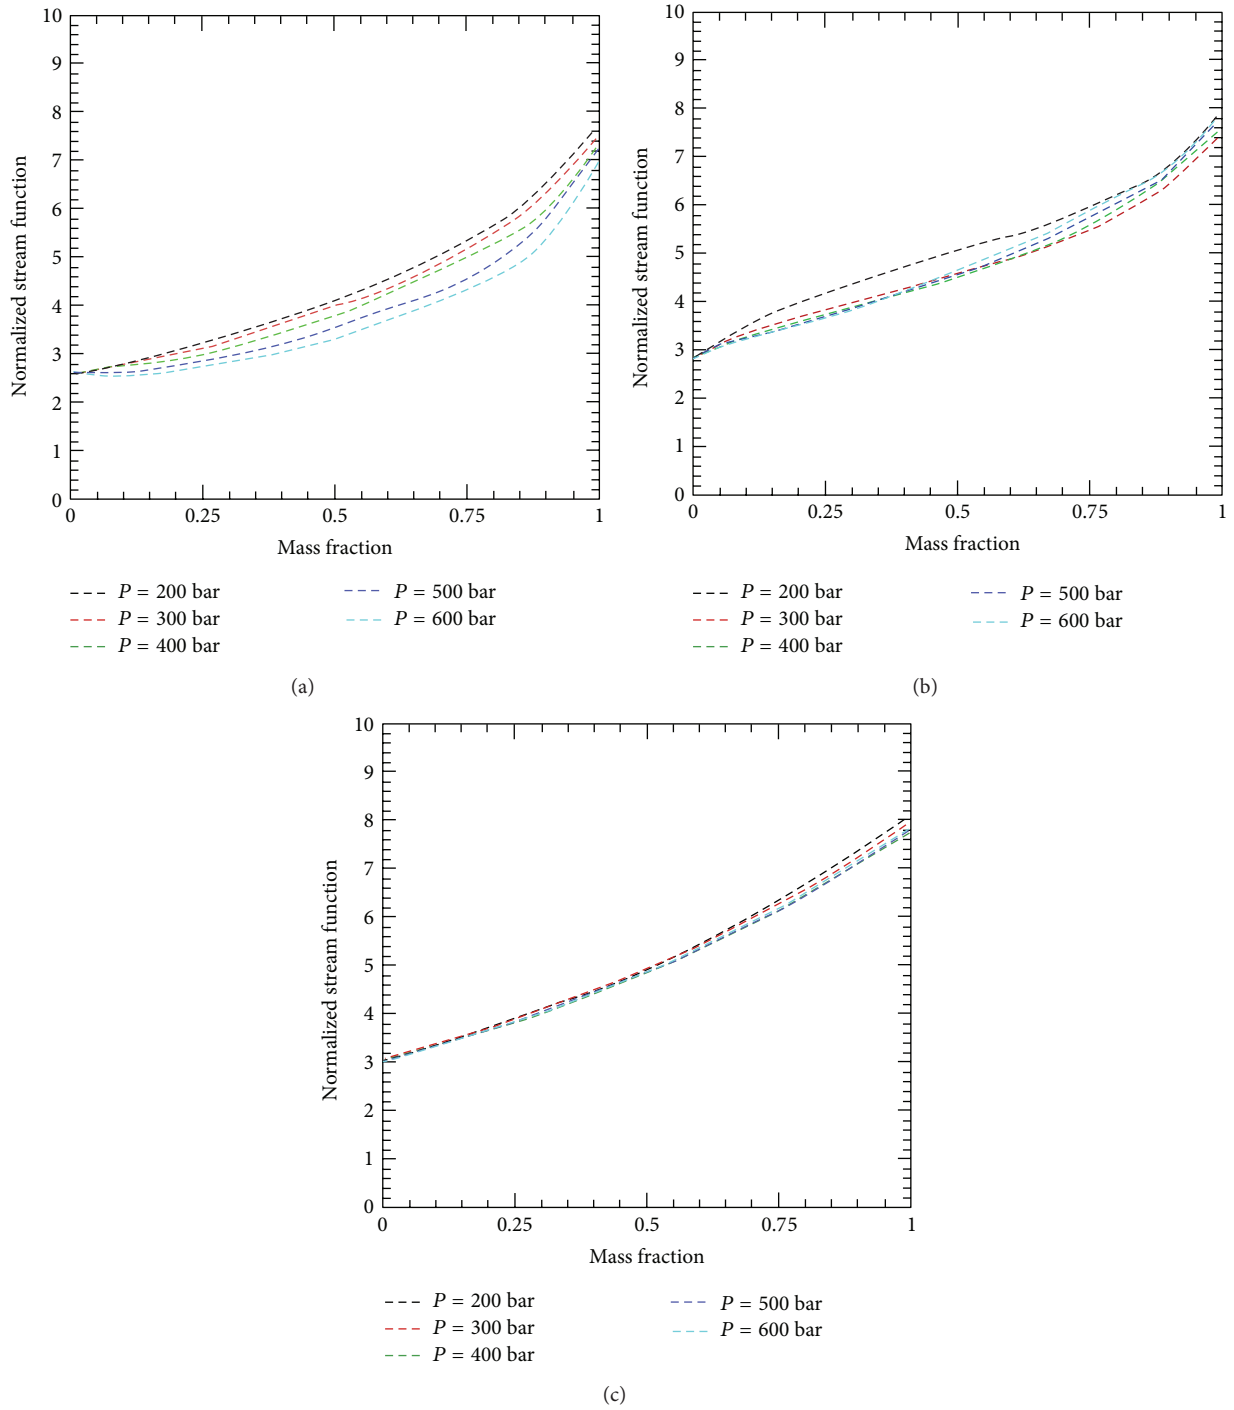 10
9
8
7
6
5
4
3
2
1
0
Normalized stream function
0 0.25 0.5 0.75 1
Mass fraction
P = 200 bar
P = 300 bar
P = 400 bar
P = 500 bar
P = 600 bar
(a)
10
9
8
7
6
5
4
3
2
1
0
Normalized stream function
0 0.25 0.5 0.75 1
Mass fraction
P = 200 bar
P = 300 bar
P = 400 bar
P = 500 bar
P = 600 bar
(b)
10
9
8
7
6
5
4
3
2
1
0
Normalized stream function
0 0.25 0.5 0.75 1
Mass fraction
P = 200 bar
P = 300 bar
P = 400 bar
P = 500 bar
P = 600 bar
(c)